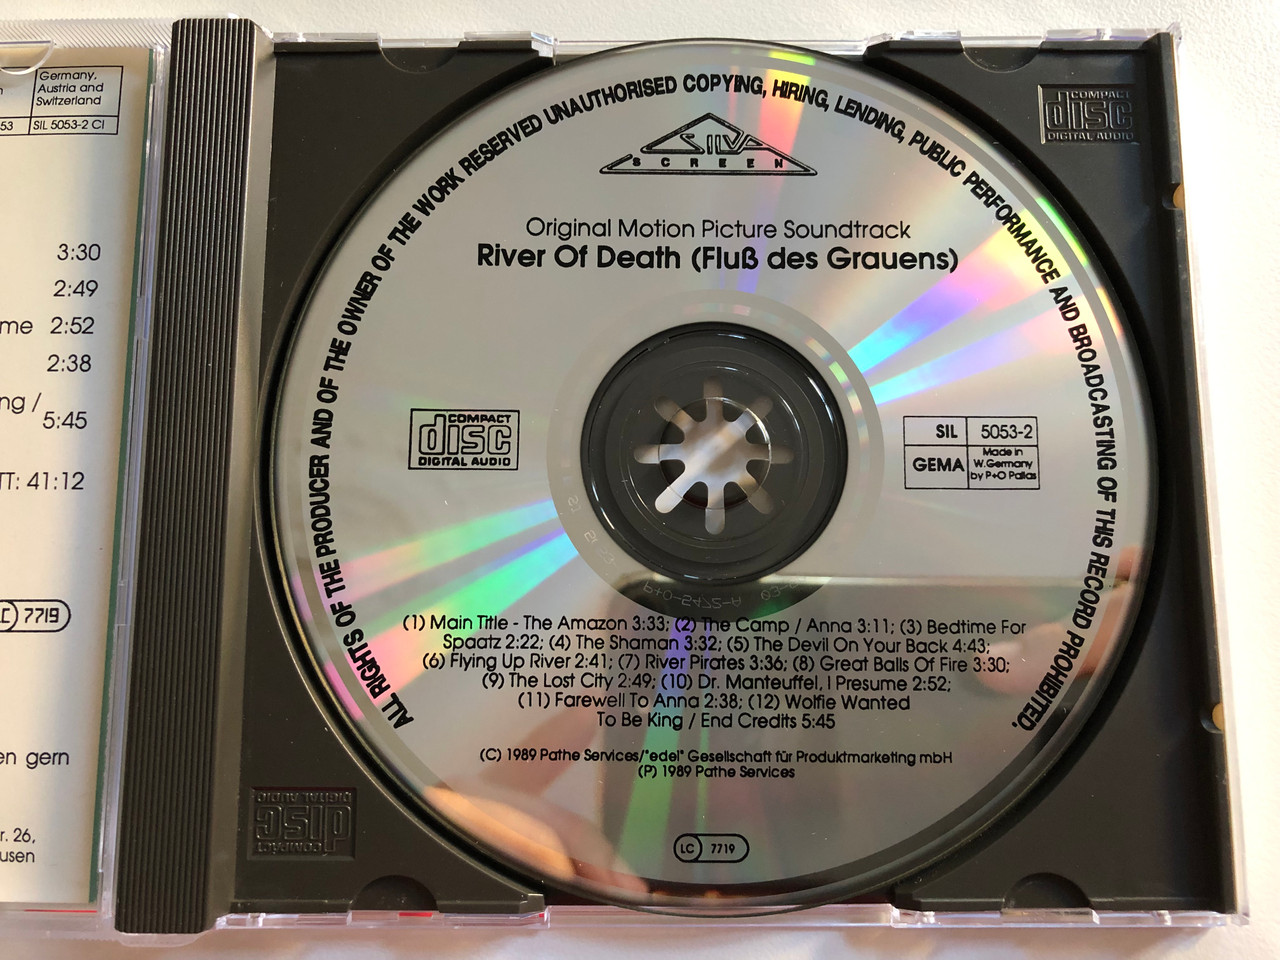 Germany,
Austria and
Switzerland
53
SIL 5053-2 CI
3:30
2:49
me 2:52
2:38
ng /
5:45
TT: 41:12
LC 7719
en gern
r. 26,
usen
COMPACT
disc
DIGITAL AUDIO
COMPACT
disc
DIGITAL AUDIO
ALL RIGHTS OF THE PRODUCER AND OF THE OWNER OF THE WORK RESERVED UNAUTHORISED COPYING, HIRING, LENDING, PUBLIC PERFORMANCE AND BROADCASTING OF THIS RECORD PROHIBITED.
SILVA
SCREEN
Original Motion Picture Soundtrack
River Of Death (Fluß des Grauens)
COMPACT
disc
DIGITAL AUDIO
SIL 5053-2
GEMA
Made in
W.Germany
by P+O Pallas
P+O-5472-A 03-
(1) Main Title - The Amazon 3:33; (2) The Camp / Anna 3:11; (3) Bedtime For
Spaatz 2:22; (4) The Shaman 3:32; (5) The Devil On Your Back 4:43;
(6) Flying Up River 2:41; (7) River Pirates 3:36; (8) Great Balls Of Fire 3:30;
(9) The Lost City 2:49; (10) Dr. Manteuffel, I Presume 2:52;
(11) Farewell To Anna 2:38; (12) Wolfie Wanted
To Be King / End Credits 5:45
(C) 1989 Pathe Services/"edel" Gesellschaft für Produktmarketing mbH
(P) 1989 Pathe Services
LC 7719